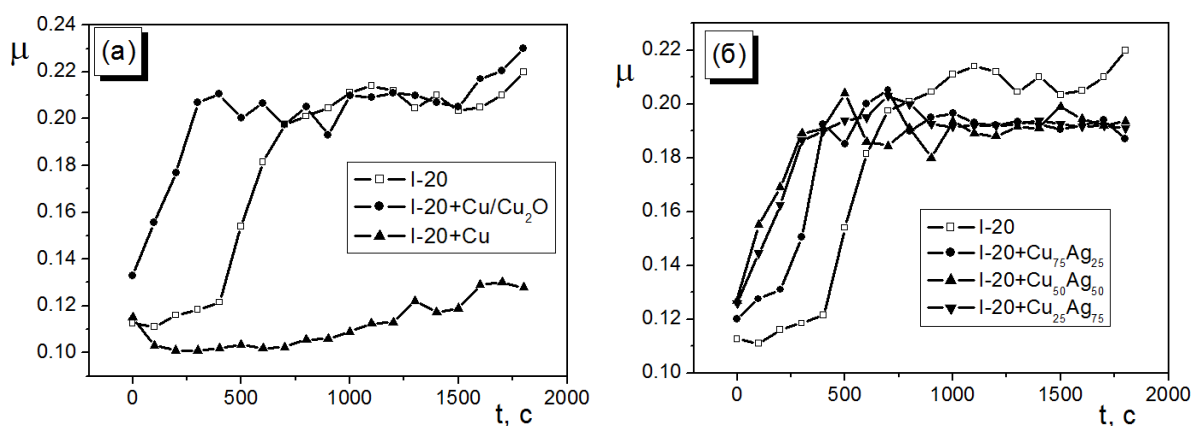 (а)
μ
0.24
0.22
0.20
0.18
0.16
0.14
0.12
0.10
0
500
1000
1500
2000
t, c
I-20
I-20+Cu/Cu₂O
I-20+Cu
(б)
μ
0.22
0.20
0.18
0.16
0.14
0.12
0.10
0
500
1000
1500
2000
t, c
I-20
I-20+Cu₇₅Ag₂₅
I-20+Cu₅₀Ag₅₀
I-20+Cu₂₅Ag₇₅